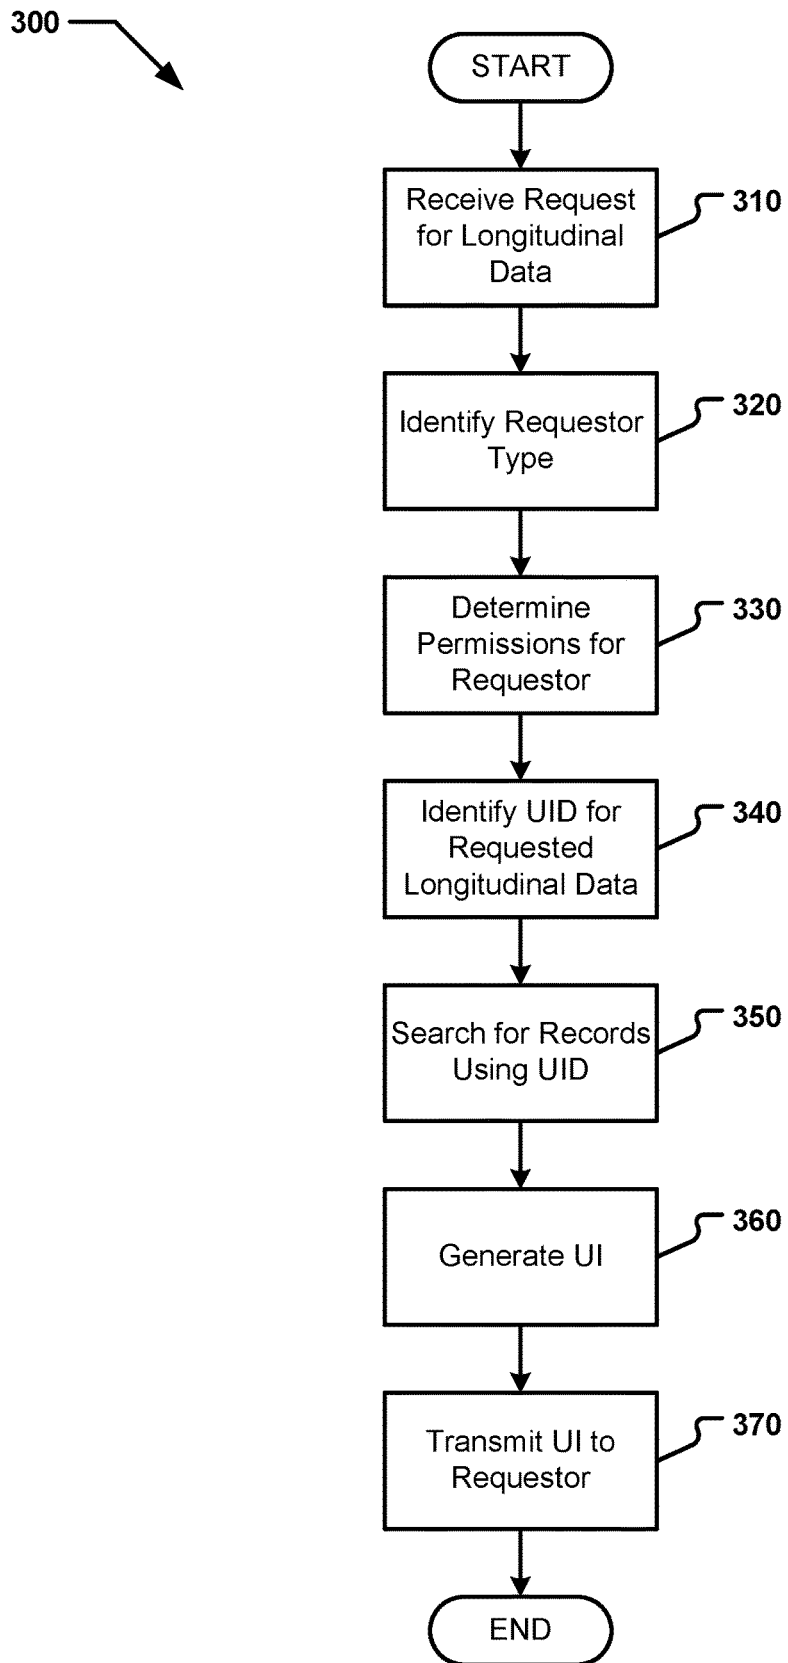 300
START
Receive Request
for Longitudinal
Data
310
Identify Requestor
Type
320
Determine
Permissions for
Requestor
330
Identify UID for
Requested
Longitudinal Data
340
Search for Records
Using UID
350
Generate UI
360
Transmit UI to
Requestor
370
END